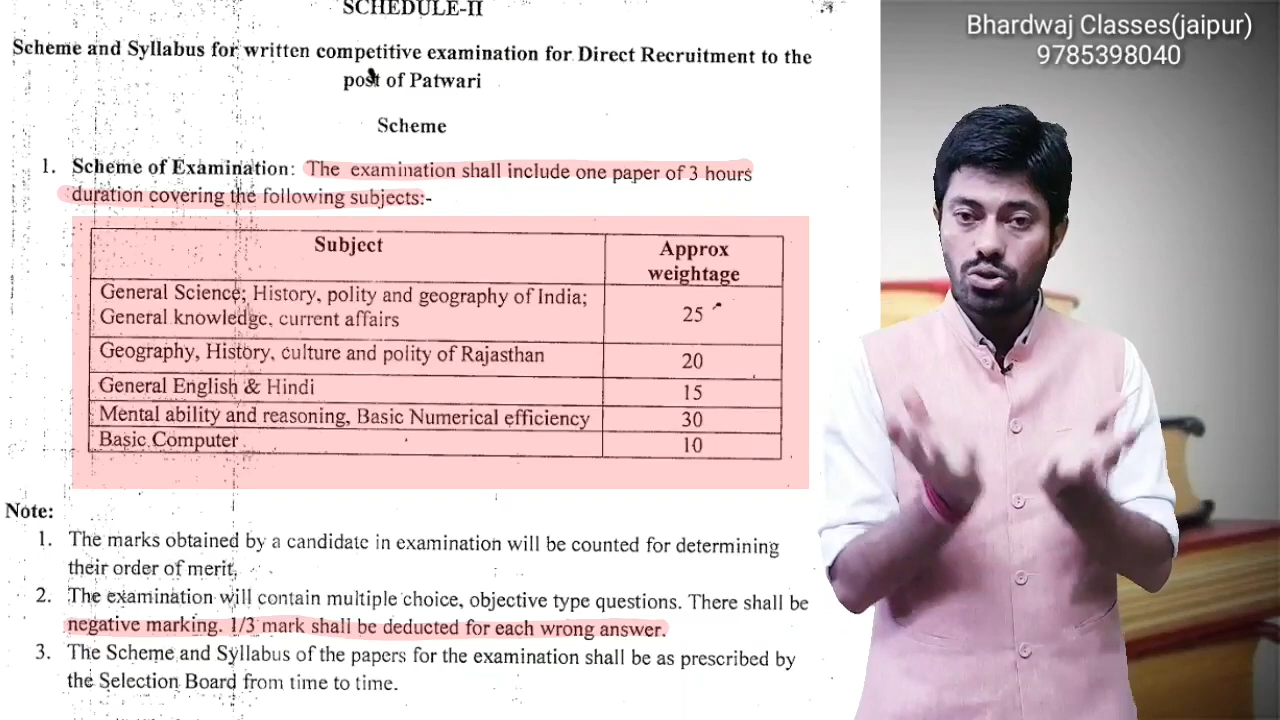 SCHEDULE-II
Scheme and Syllabus for written competitive examination for Direct Recruitment to the
post of Patwari
Scheme
1. Scheme of Examination: The examination shall include one paper of 3 hours
duration covering the following subjects:-
Subject
Approx
weightage
General Science; History, polity and geography of India;
General knowledge, current affairs
25
Geography, History, culture and polity of Rajasthan
20
General English & Hindi
15
Mental ability and reasoning, Basic Numerical efficiency
30
Basic Computer
10
Note:
1. The marks obtained by a candidate in examination will be counted for determining
their order of merit.
2. The examination will contain multiple choice, objective type questions. There shall be
negative marking. 1/3 mark shall be deducted for each wrong answer.
3. The Scheme and Syllabus of the papers for the examination shall be as prescribed by
the Selection Board from time to time.
Bhardwaj Classes(jaipur)
9785398040